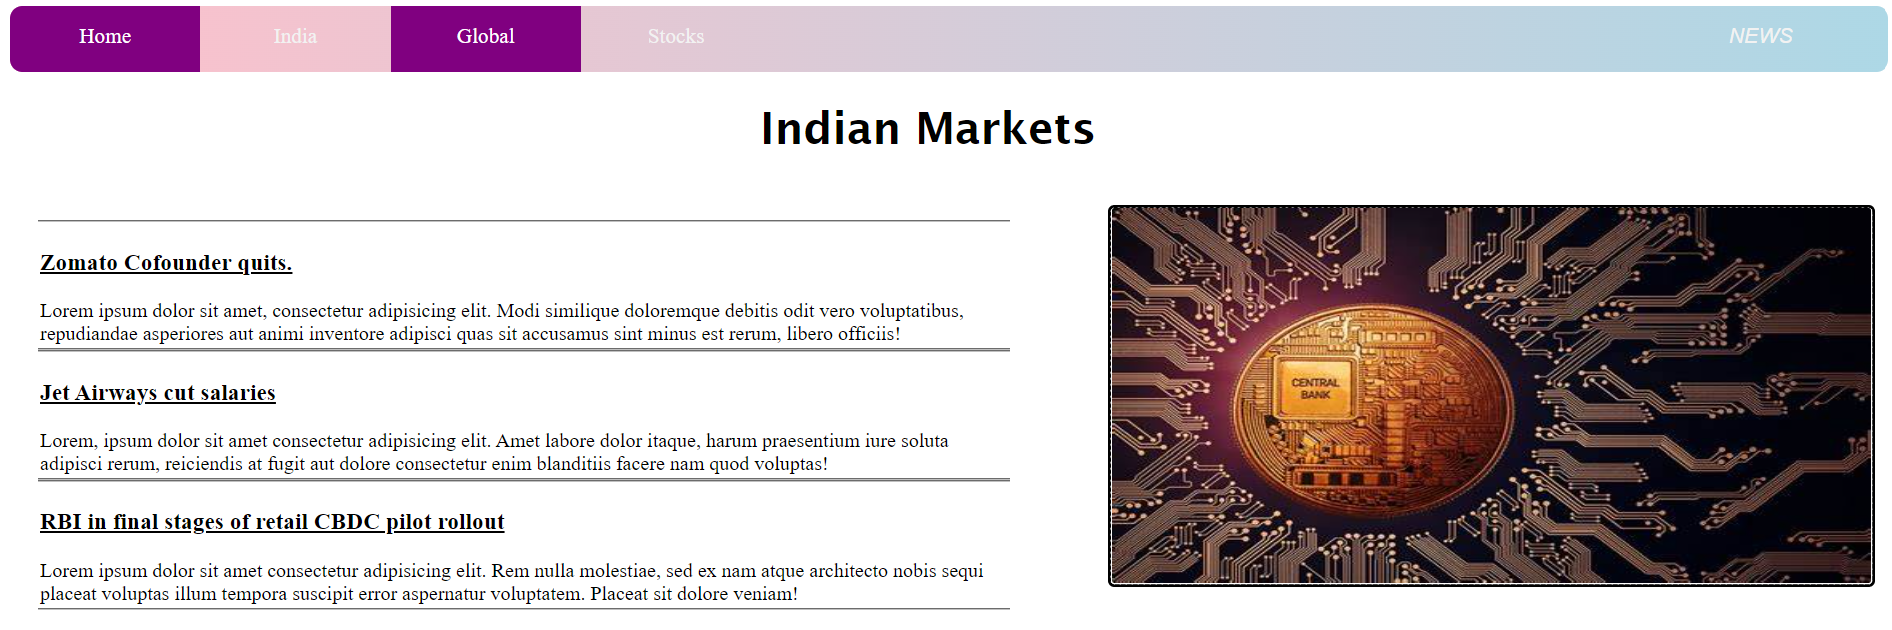 Home India Global Stocks NEWS
Indian Markets
Zomato Cofounder quits.
Lorem ipsum dolor sit amet, consectetur adipisicing elit. Modi similique doloremque debitis odit vero voluptatibus,
repudiandae asperiores aut animi inventore adipisci quas sit accusamus sint minus est rerum, libero officiis!
Jet Airways cut salaries
Lorem, ipsum dolor sit amet consectetur adipisicing elit. Amet labore dolor itaque, harum praesentium iure soluta
adipisci rerum, reiciendis at fugit aut dolore consectetur enim blanditiis facere nam quod voluptas!
RBI in final stages of retail CBDC pilot rollout
Lorem ipsum dolor sit amet consectetur adipisicing elit. Rem nulla molestiae, sed ex nam atque architecto nobis sequi
placeat voluptas illum tempora suscipit error aspernatur voluptatem. Placeat sit dolore veniam!
CENTRAL
BANK